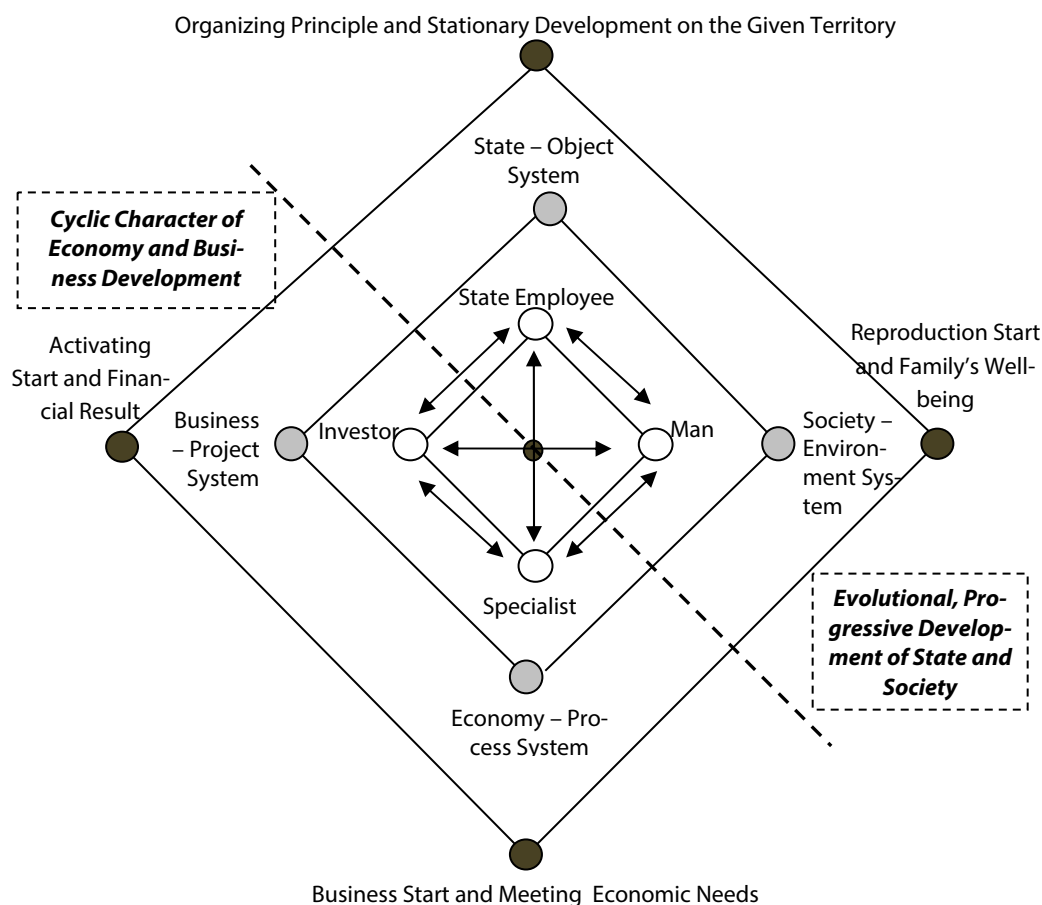 Organizing Principle and Stationary Development on the Given Territory
State – Object
System
Cyclic Character of
Economy and Busi-
ness Development
State Employee
Activating
Start and Finan-
cial Result
Reproduction Start
and Family’s Well-
being
Business
– Project
System
Investor
Man
Society –
Environ-
ment Sys-
tem
Specialist
Evolutional, Pro-
gressive Develop-
ment of State and
Society
Economy – Pro-
cess System
Business Start and Meeting Economic Needs